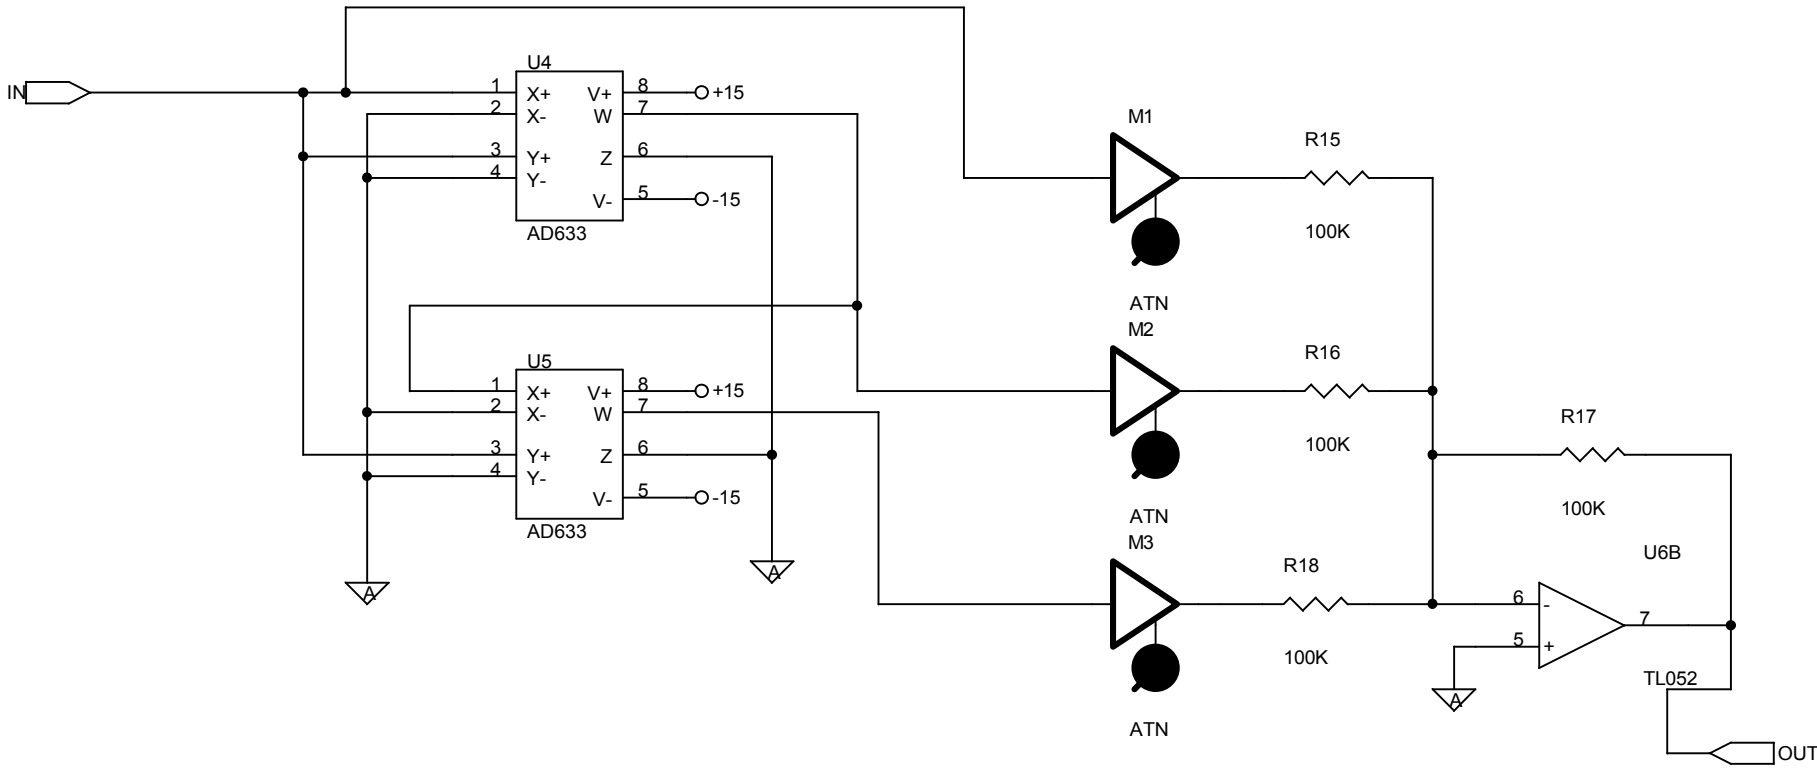 IN
U4
1 X+ V+ 8 +15
2 X- W 7
3 Y+ Z 6
4 Y-
V- 5 -15
AD633
M1
R15
100K
ATN
M2
R16
100K
U5
1 X+ V+ 8 +15
2 X- W 7
3 Y+ Z 6
4 Y-
V- 5 -15
AD633
R17
100K
ATN
M3
R18
100K
ATN
U6B
6 -
5 +
7
TL052
A
A
A
OUT